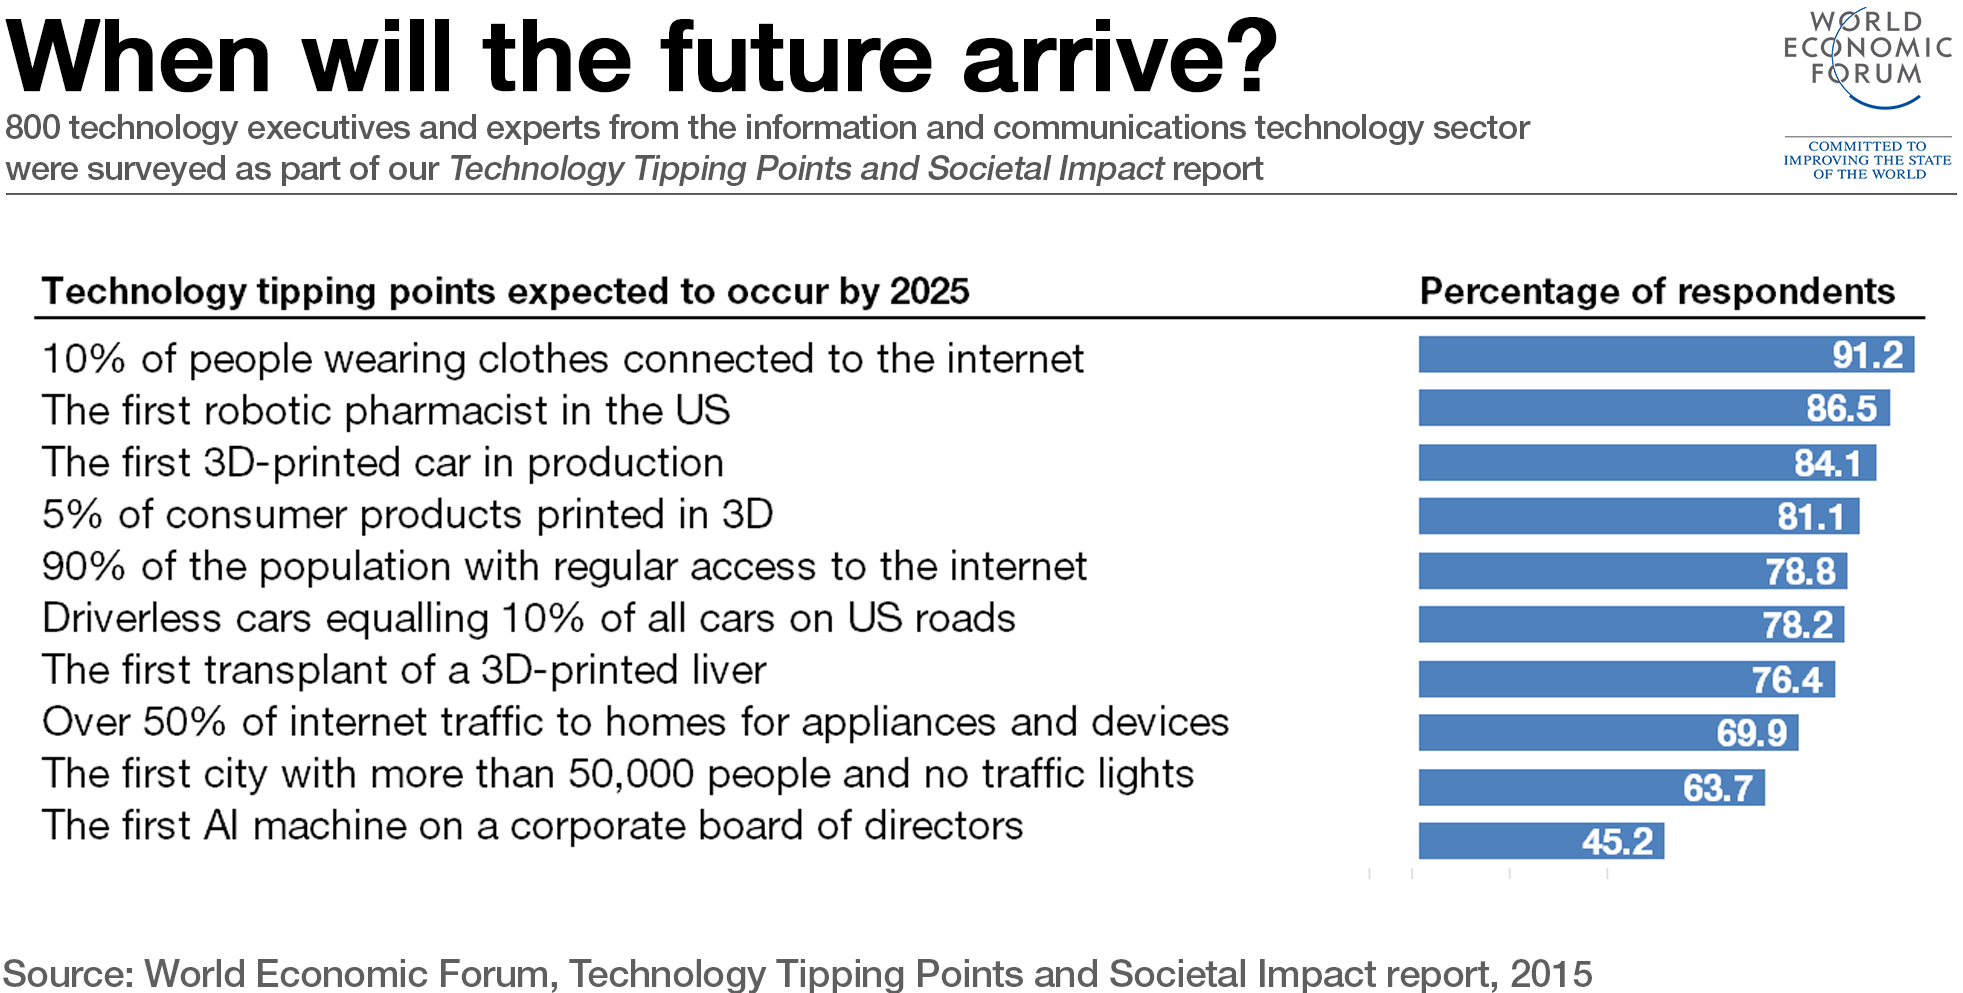 When will the future arrive?
800 technology executives and experts from the information and communications technology sector
were surveyed as part of our Technology Tipping Points and Societal Impact report
WORLD
ECONOMIC
FORUM
COMMITTED TO
IMPROVING THE STATE
OF THE WORLD
Technology tipping points expected to occur by 2025 Percentage of respondents
10% of people wearing clothes connected to the internet 91.2
The first robotic pharmacist in the US 86.5
The first 3D-printed car in production 84.1
5% of consumer products printed in 3D 81.1
90% of the population with regular access to the internet 78.8
Driverless cars equalling 10% of all cars on US roads 78.2
The first transplant of a 3D-printed liver 76.4
Over 50% of internet traffic to homes for appliances and devices 69.9
The first city with more than 50,000 people and no traffic lights 63.7
The first AI machine on a corporate board of directors 45.2
Source: World Economic Forum, Technology Tipping Points and Societal Impact report, 2015